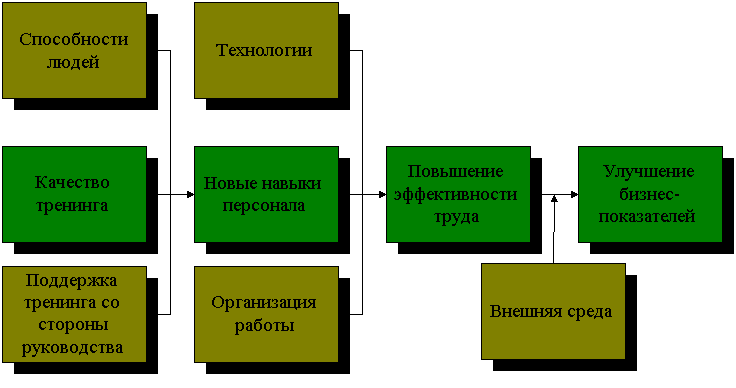 Способности
людей
Технологии
Качество
тренинга
Новые навыки
персонала
Повышение
эффективности
труда
Улучшение
бизнес-
показателей
Поддержка
тренинга со
стороны
руководства
Организация
работы
Внешняя среда